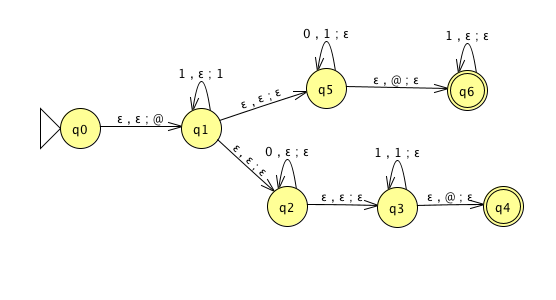 0 , 1 ; ε
1 , ε ; ε
1 , ε ; 1
q5
ε , @ ; ε
q6
ε , ε ; ε
q0
ε , ε ; @
q1
ε , ε ; ε
0 , ε ; ε
1 , 1 ; ε
q2
ε , ε ; ε
q3
ε , @ ; ε
q4